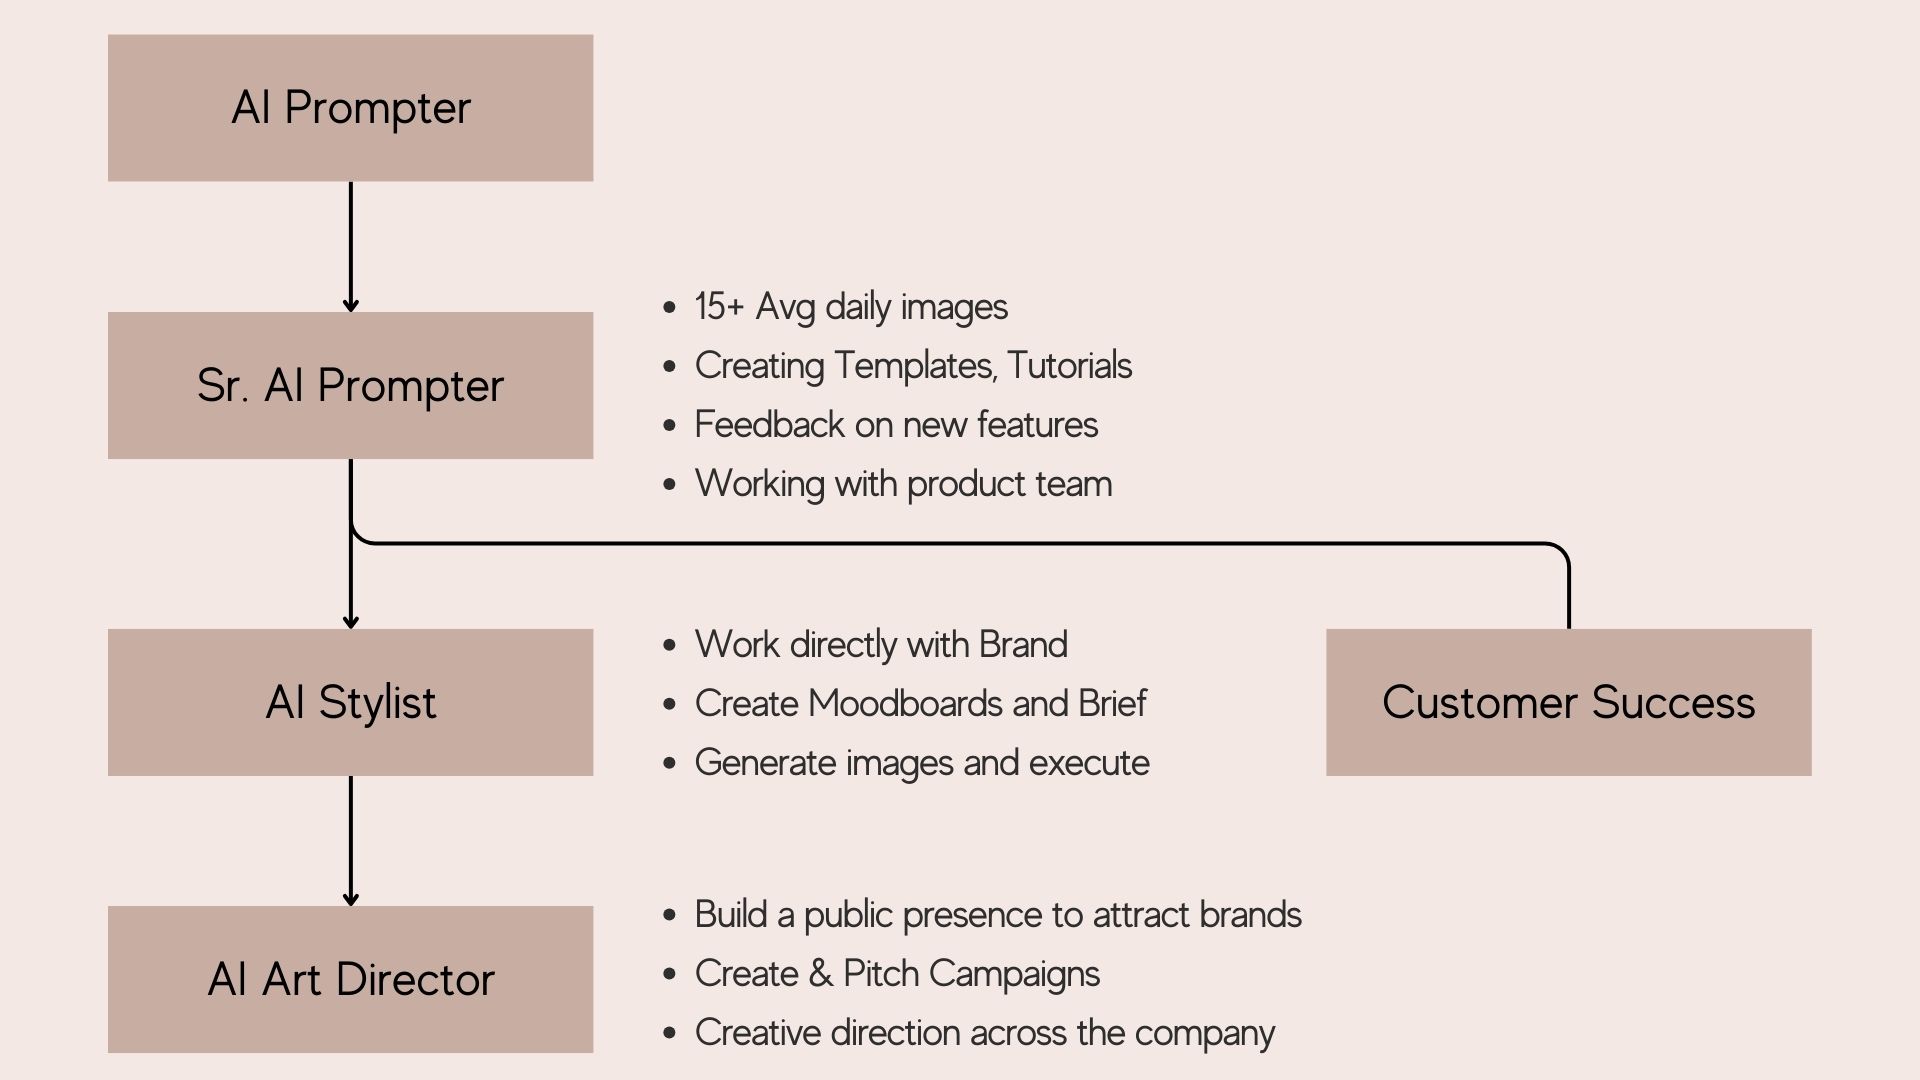 AI Prompter
Sr. AI Prompter
• 15+ Avg daily images
• Creating Templates, Tutorials
• Feedback on new features
• Working with product team
AI Stylist
• Work directly with Brand
• Create Moodboards and Brief
• Generate images and execute
Customer Success
AI Art Director
• Build a public presence to attract brands
• Create & Pitch Campaigns
• Creative direction across the company